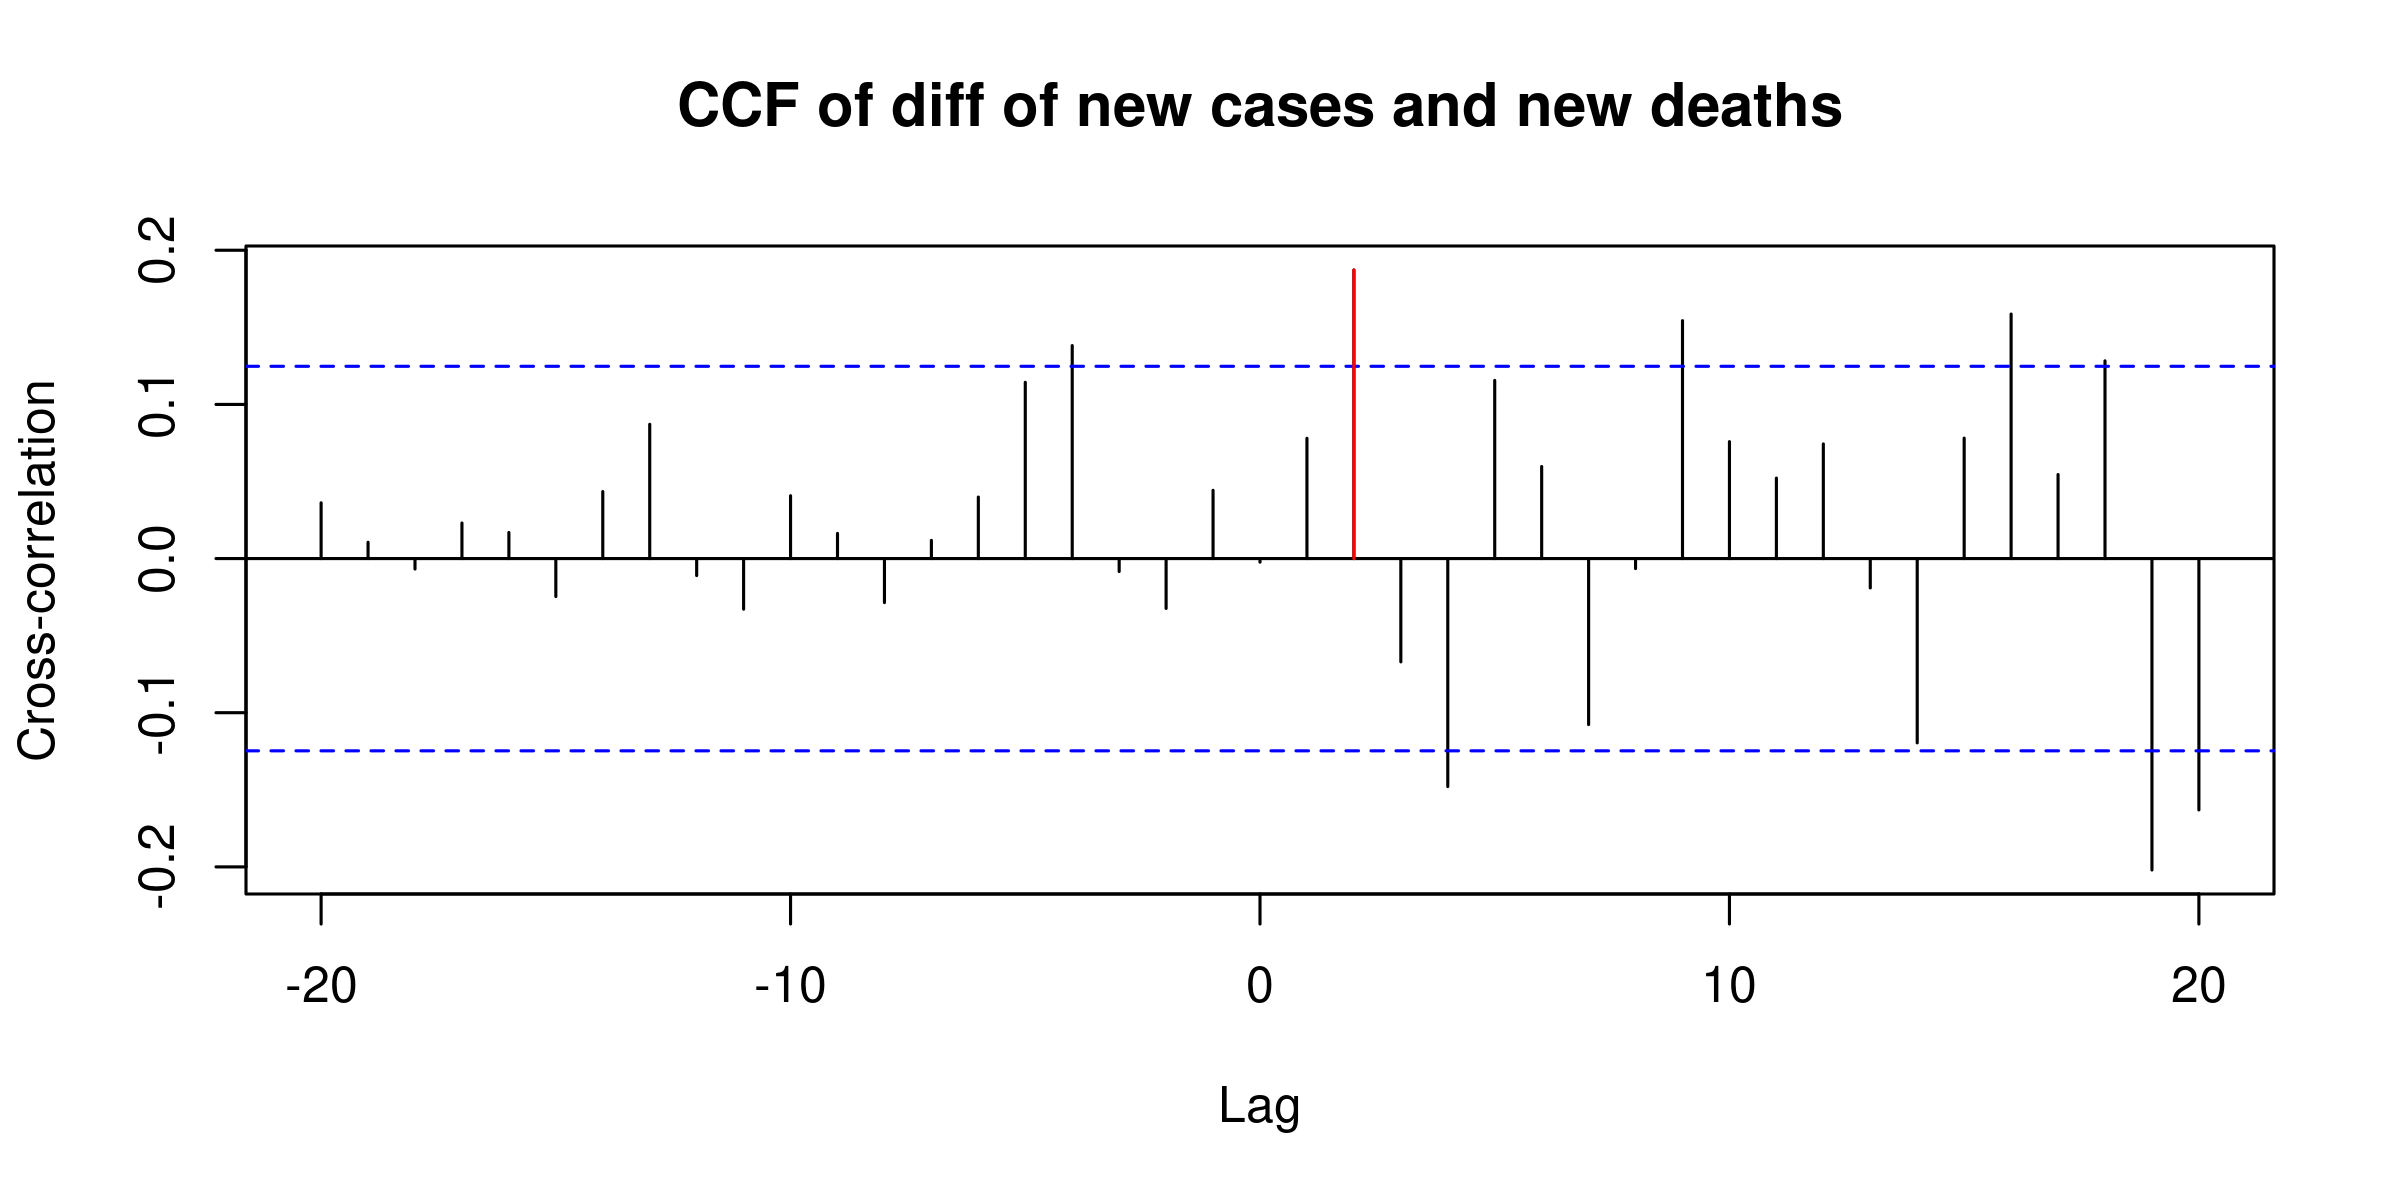 CCF of diff of new cases and new deaths
Cross-correlation
0.2
0.1
0.0
-0.1
-0.2
-20 -10 0 10 20
Lag